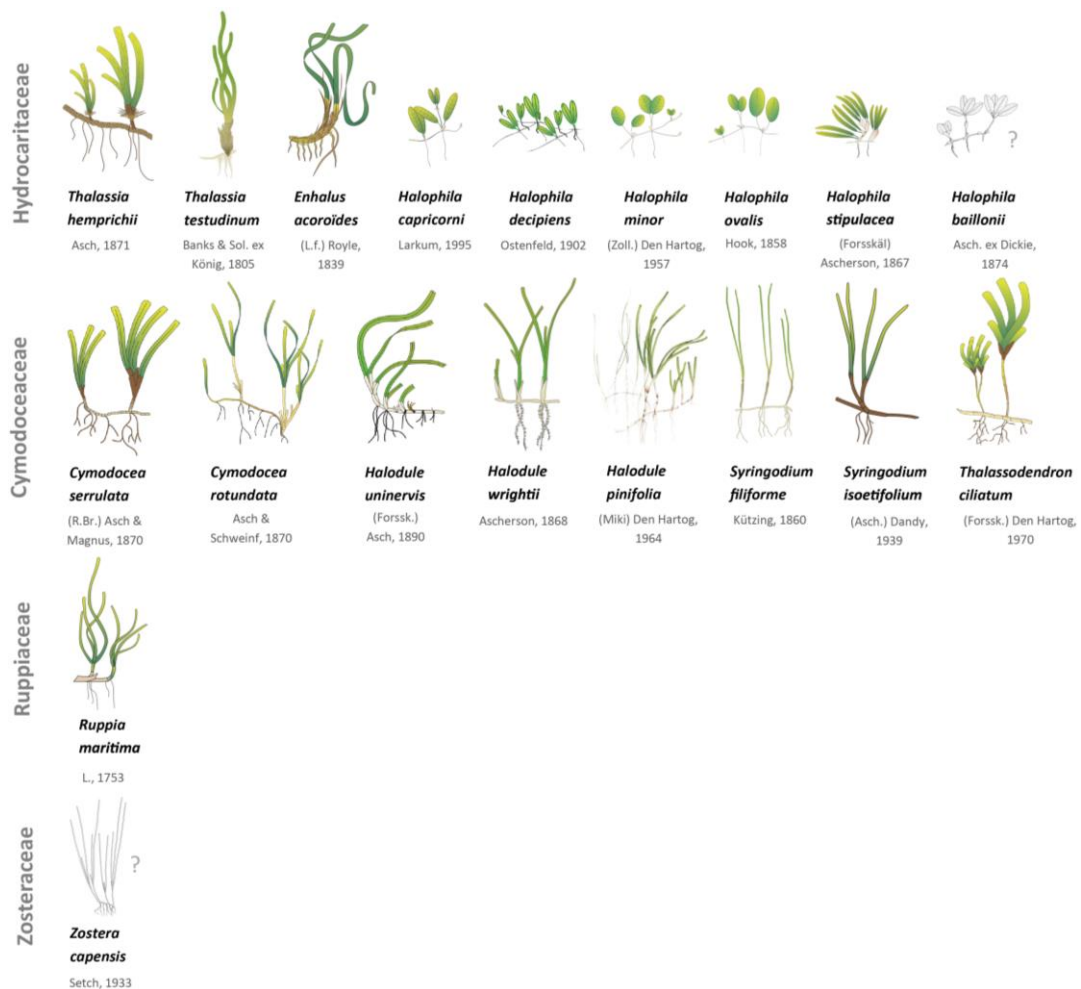 Hydrocaritaceae
?
Thalassia
hemprichii
Asch, 1871
Thalassia
testudinum
Banks & Sol. ex
König, 1805
Enhalus
acoroïdes
(L.f.) Royle,
1839
Halophila
capricorni
Larkum, 1995
Halophila
decipiens
Ostenfeld, 1902
Halophila
minor
(Zoll.) Den Hartog,
1957
Halophila
ovalis
Hook, 1858
Halophila
stipulacea
(Forsskäl)
Ascherson, 1867
Halophila
baillonii
Asch. ex Dickie,
1874
Cymodoceaceae
Cymodocea
serrulata
(R.Br.) Asch &
Magnus, 1870
Cymodocea
rotundata
Asch &
Schweinf, 1870
Halodule
uninervis
(Forssk.)
Asch, 1890
Halodule
wrightii
Ascherson, 1868
Halodule
pinifolia
(Miki) Den Hartog,
1964
Syringodium
filiforme
Kützing, 1860
Syringodium
isoetifolium
(Asch.) Dandy,
1939
Thalassodendron
ciliatum
(Forssk.) Den Hartog,
1970
Ruppiaceae
Ruppia
maritima
L., 1753
Zosteraceae
?
Zostera
capensis
Setch, 1933